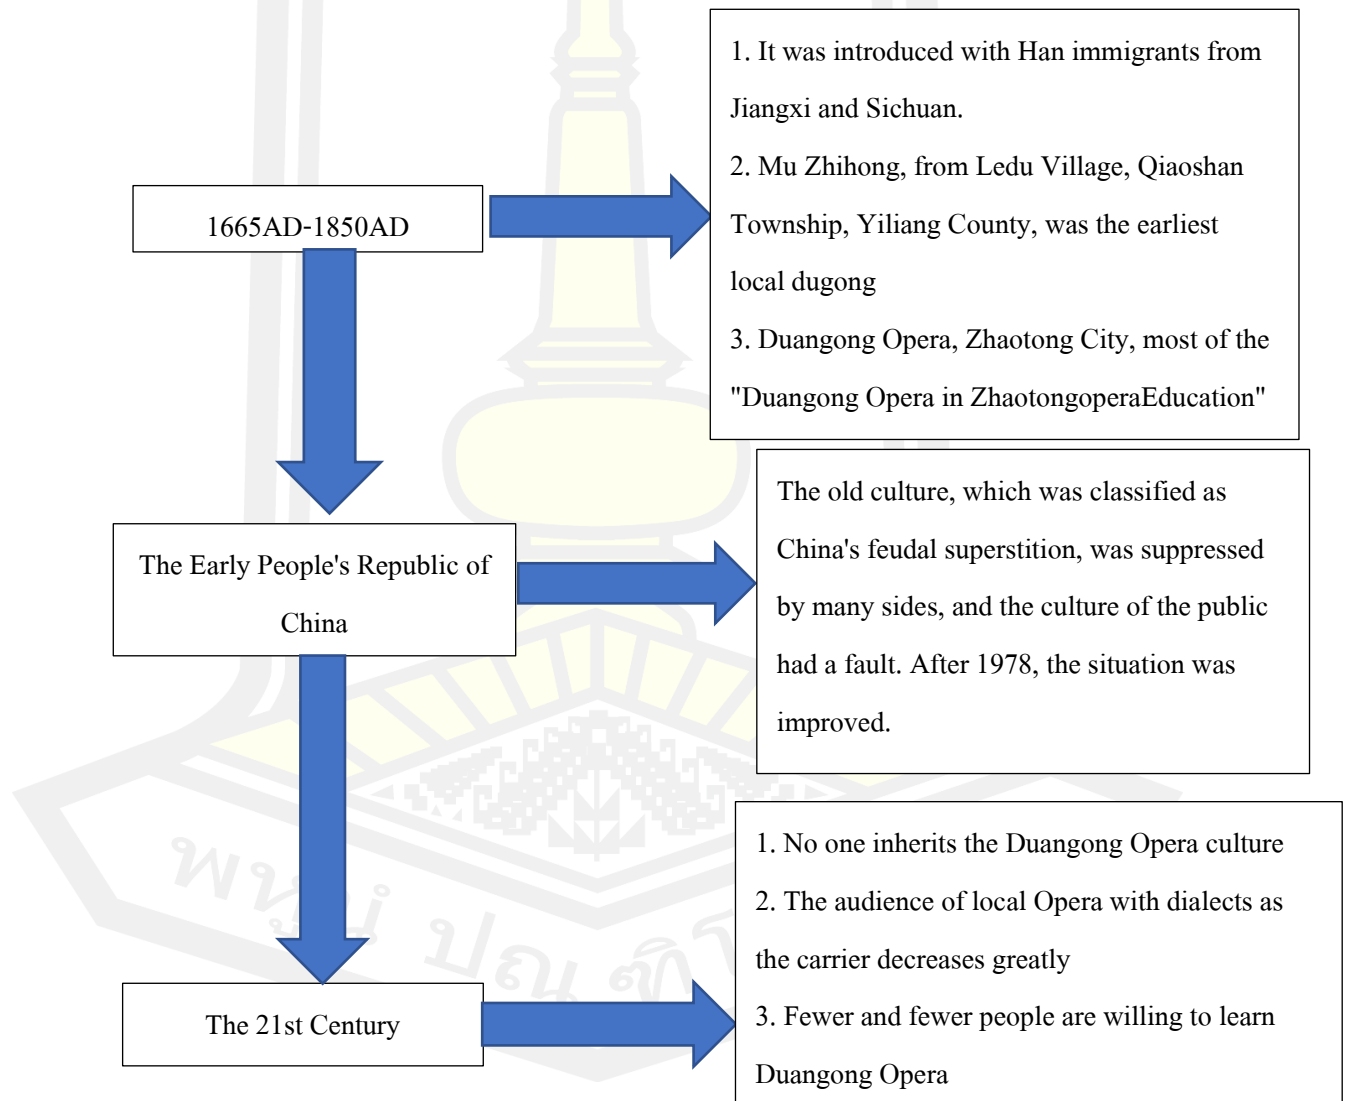 1665AD-1850AD
1. It was introduced with Han immigrants from
Jiangxi and Sichuan.
2. Mu Zhihong, from Ledu Village, Qiaoshan
Township, Yiliang County, was the earliest
local dugong
3. Duangong Opera, Zhaotong City, most of the
"Duangong Opera in ZhaotongoperaEducation"
The Early People's Republic of
China
The old culture, which was classified as
China's feudal superstition, was suppressed
by many sides, and the culture of the public
had a fault. After 1978, the situation was
improved.
The 21st Century
1. No one inherits the Duangong Opera culture
2. The audience of local Opera with dialects as
the carrier decreases greatly
3. Fewer and fewer people are willing to learn
Duangong Opera
พหุนํ ปณฺ